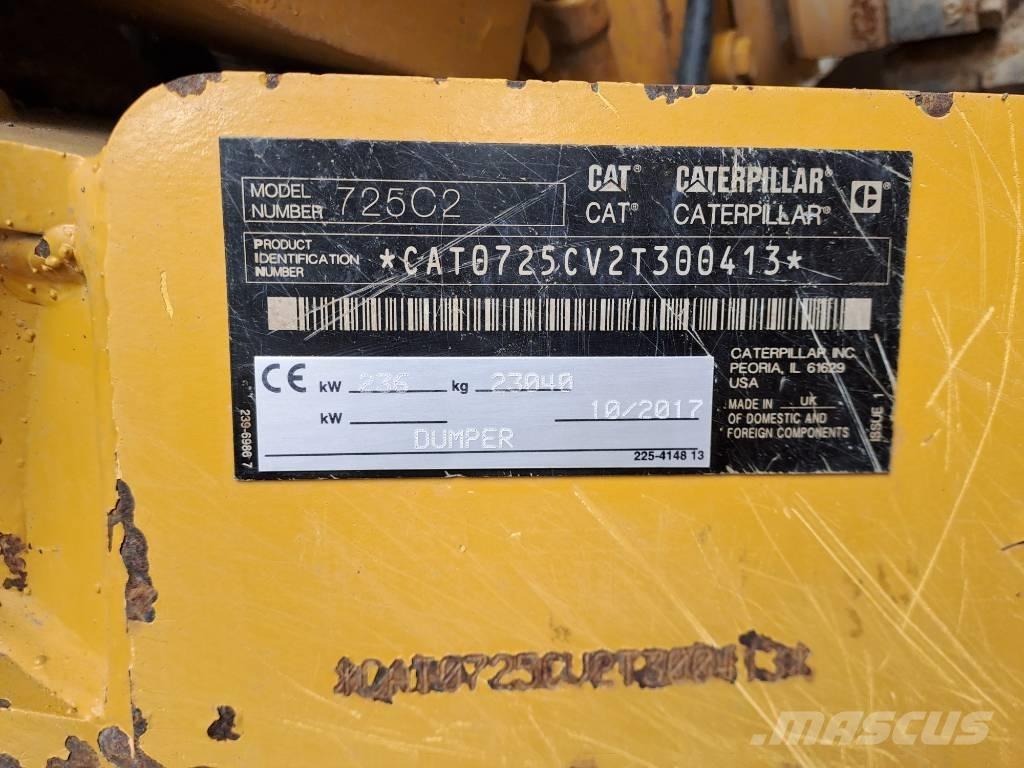 MODEL NUMBER 725C2
CAT® CATERPILLAR®
CAT® CATERPILLAR®
PRODUCT IDENTIFICATION NUMBER *CAT0725CV2T300413*
CE kW 236 kg 23040
kW 10/2017
DUMPER
225-4148 13
239-6986 7
CATERPILLAR INC.
PEORIA, IL 61629
USA
MADE IN UK
OF DOMESTIC AND
FOREIGN COMPONENTS
ISSUE 1
*CAT0725CV2T300413*
MASCUS